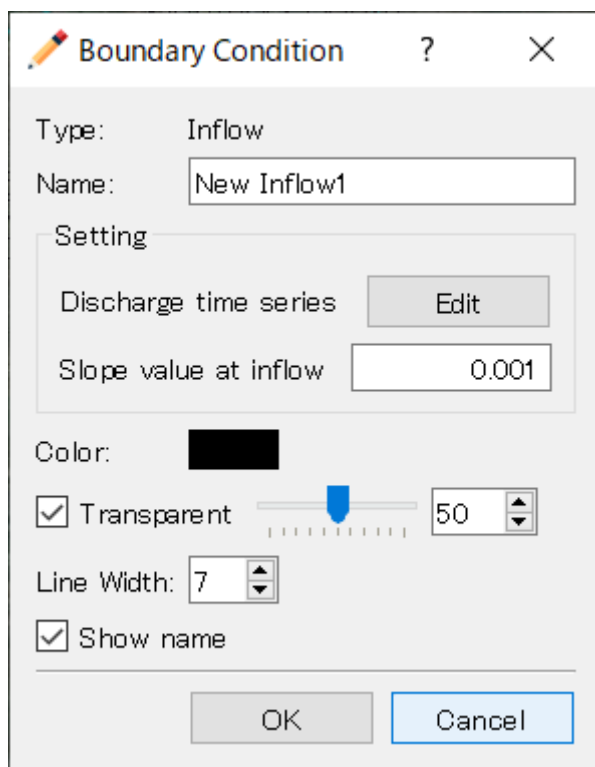 Boundary Condition ?
Type: Inflow
Name: New Inflow1
Setting
Discharge time series Edit
Slope value at inflow 0.001
Color:
Transparent 50
Line Width: 7
Show name
OK Cancel